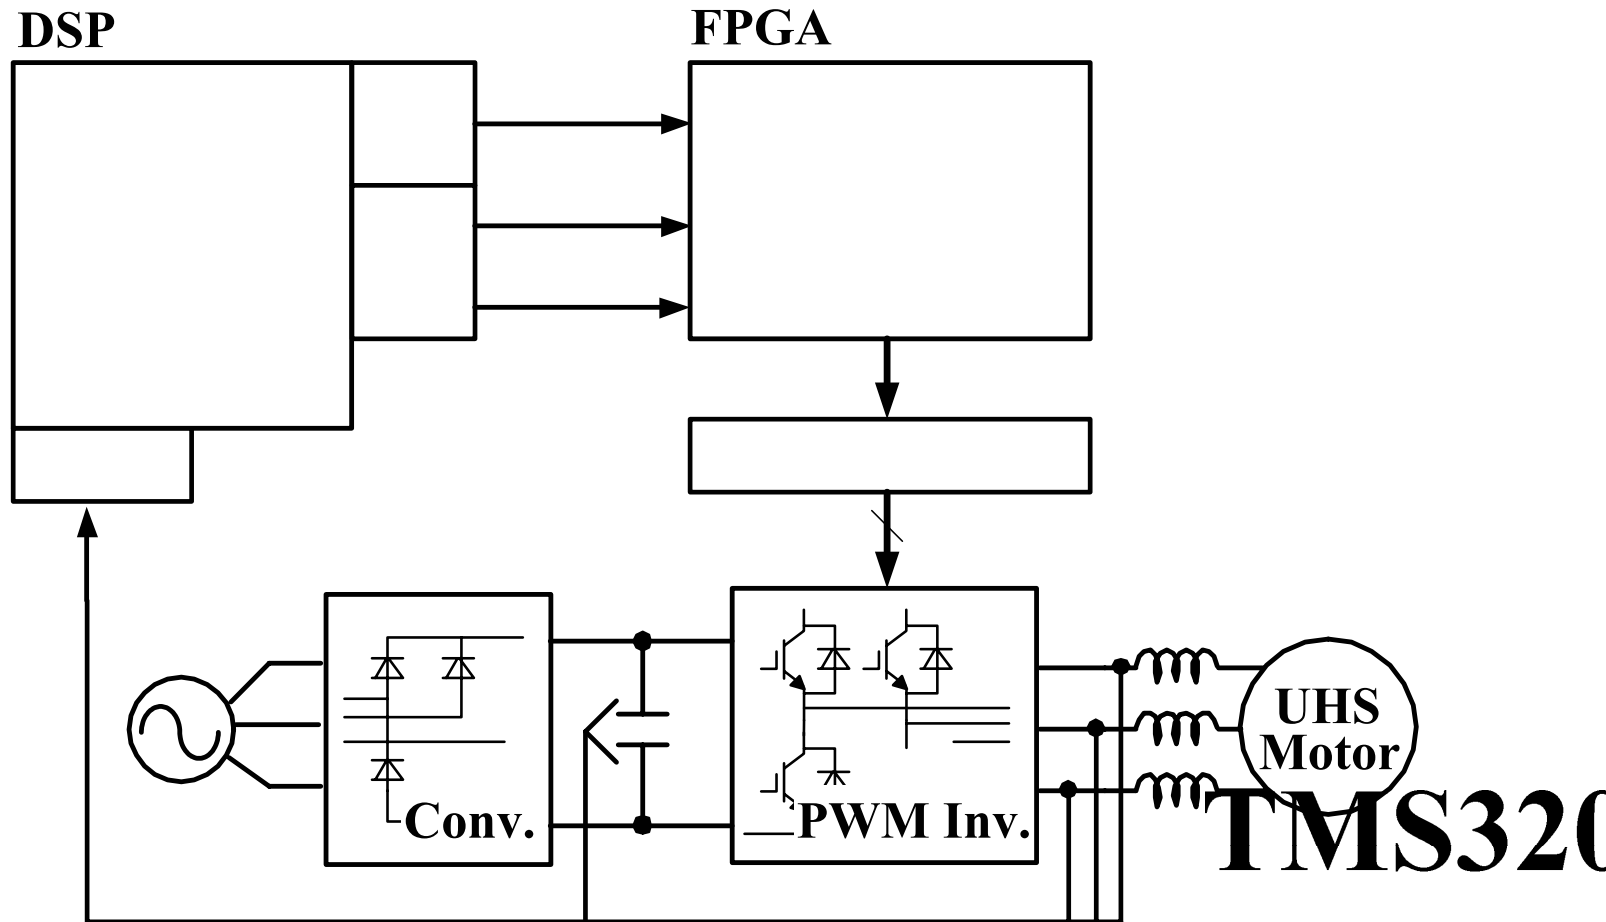 DSP
FPGA
UHS
Motor
Conv.
PWM Inv.
TMS320